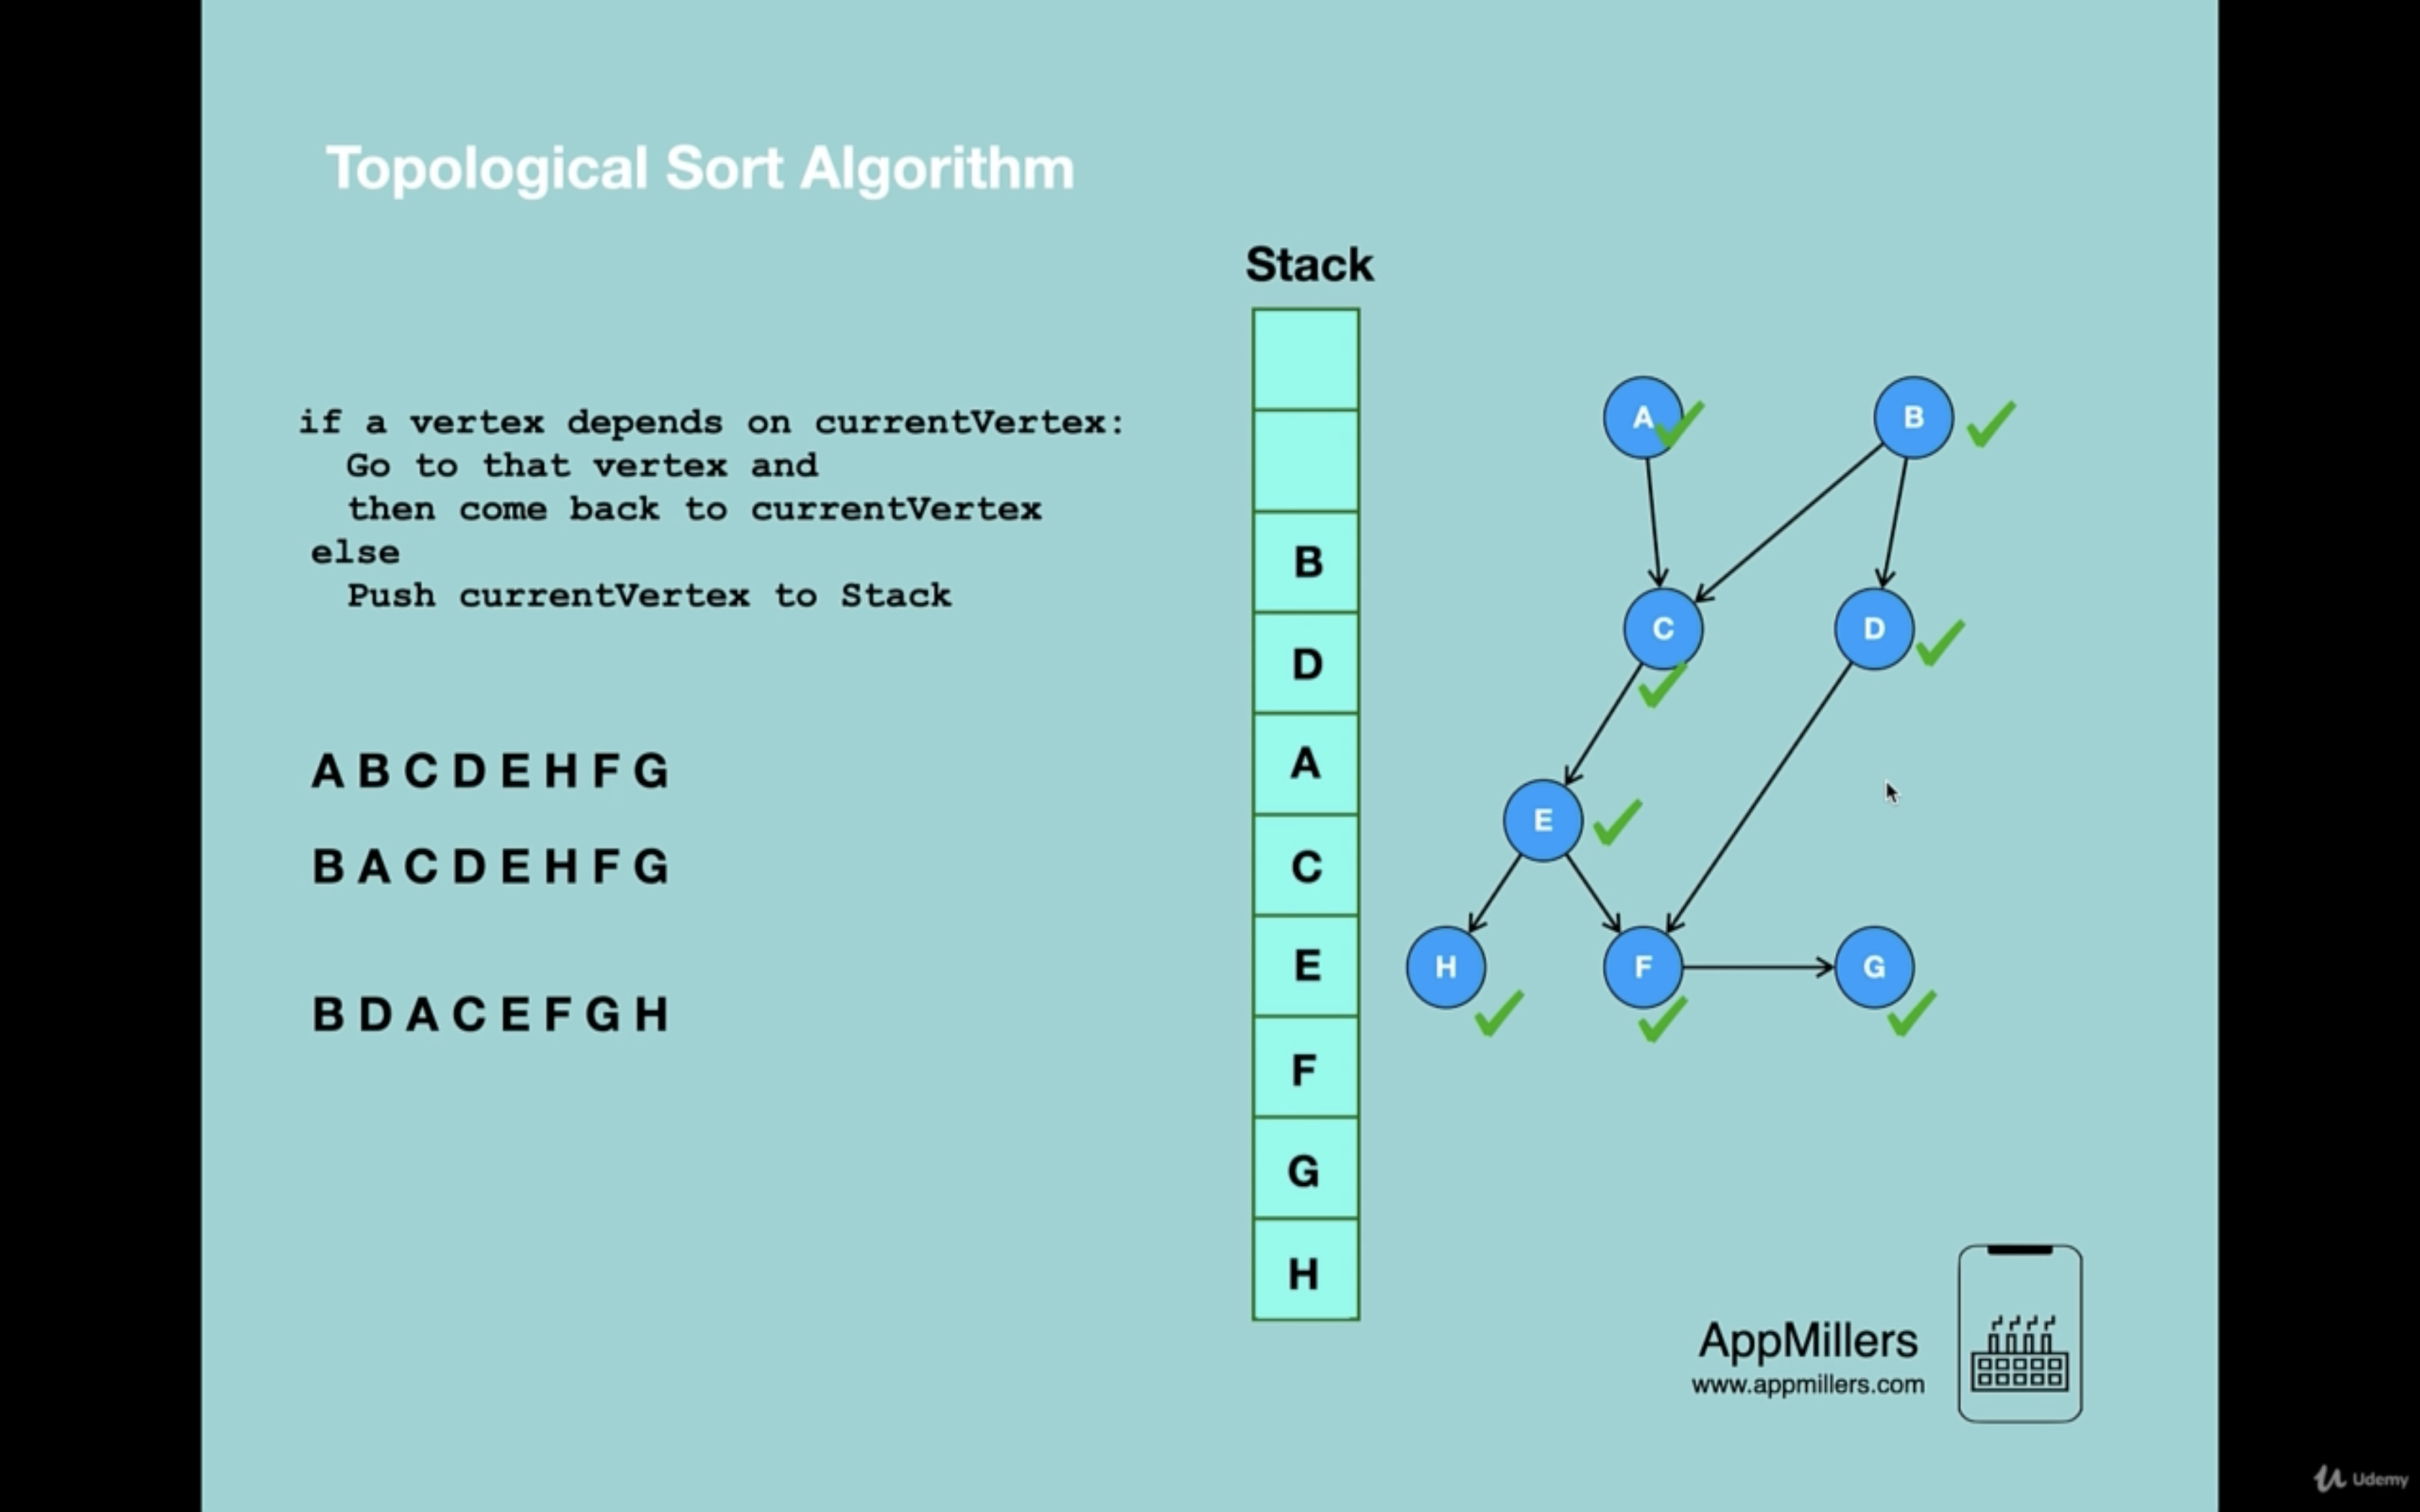 Topological Sort Algorithm
if a vertex depends on currentVertex:
Go to that vertex and
then come back to currentVertex
else
Push currentVertex to Stack
A B C D E H F G
B A C D E H F G
B D A C E F G H
Stack
B
D
A
C
E
F
G
H
A
B
C
D
E
H
F
G
AppMillers
www.appmillers.com
Udemy